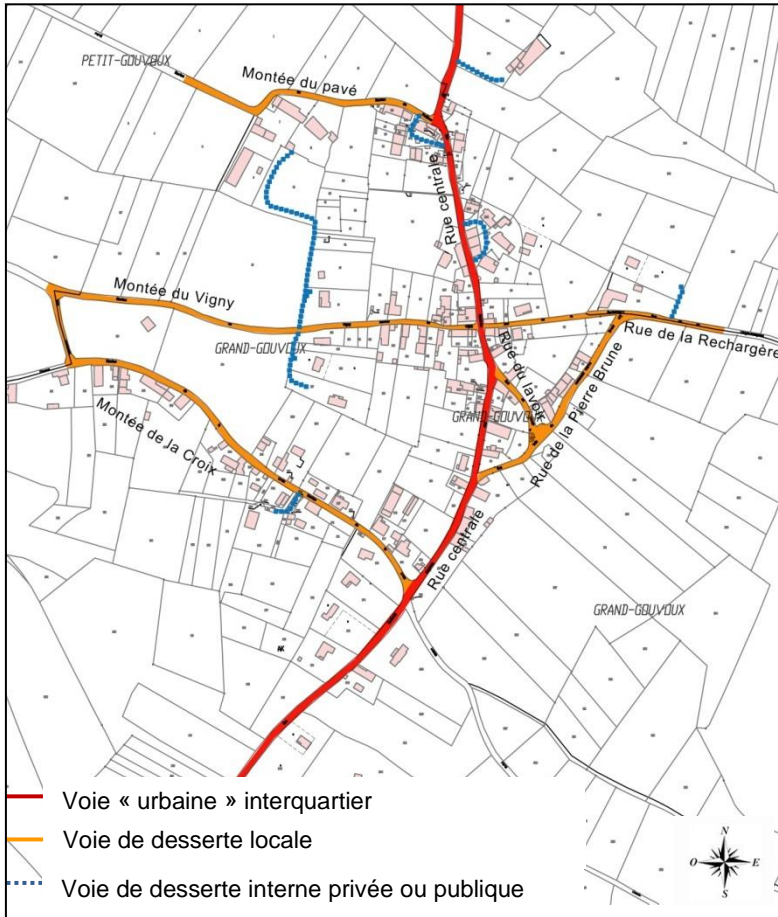 PETIT-GOUVOUX
Montée du pavé
Rue centrale
Montée du Vigny
GRAND-GOUVOUX
Rue de la Rechargère
Rue du lavoir
GRAND-GOUVOUX
Rue de la Pierre Brune
Montée de la Croix
Rue centrale
GRAND-GOUVOUX
Voie « urbaine » interquartier
Voie de desserte locale
Voie de desserte interne privée ou publique
N
O
E
S